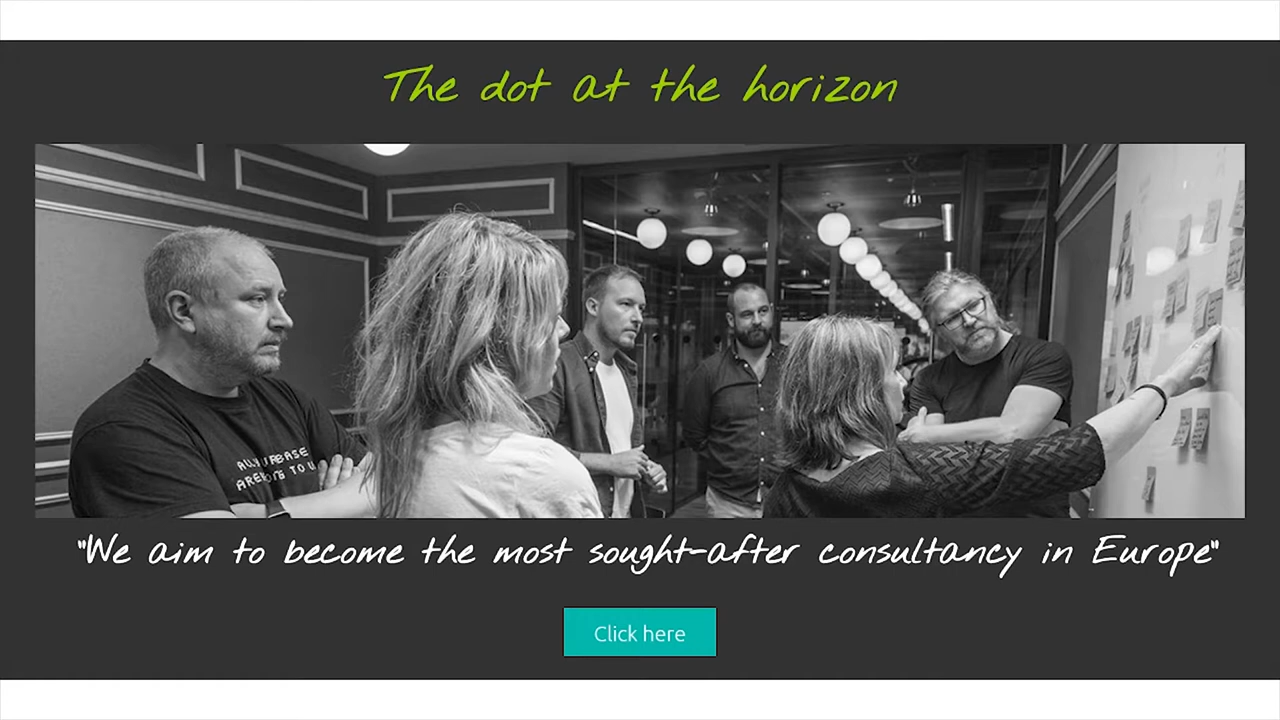 The dot at the horizon
"We aim to become the most sought-after consultancy in Europe"
Click here